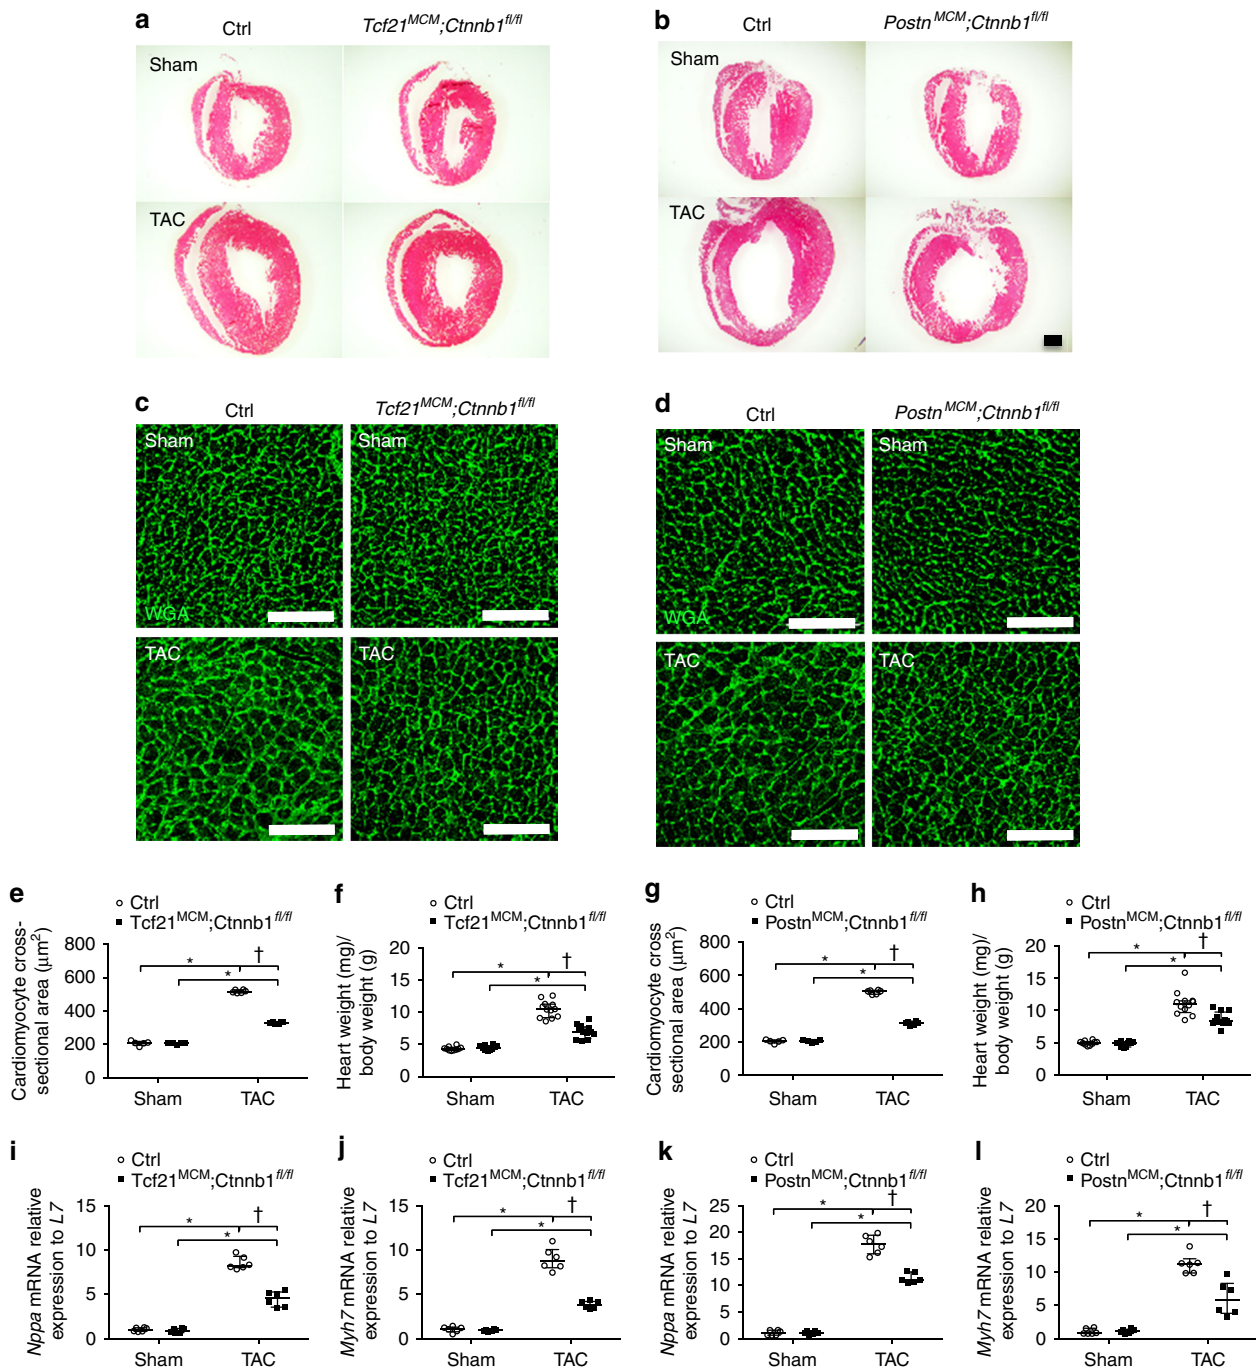 a
Ctrl
Tcf21MCM;Ctnnb1fl/fl
Sham
TAC
b
Ctrl
PostnMCM;Ctnnb1fl/fl
Sham
TAC
c
Ctrl
Tcf21MCM;Ctnnb1fl/fl
Sham
Sham
WGA
TAC
TAC
d
Ctrl
PostnMCM;Ctnnb1fl/fl
Sham
Sham
WGA
TAC
TAC
e
Ctrl
Tcf21MCM;Ctnnb1fl/fl
Cardiomyocyte cross-
sectional area (μm2)
800
600
400
200
0
* * †
Sham TAC
f
Ctrl
Tcf21MCM;Ctnnb1fl/fl
Heart weight (mg)/
body weight (g)
20
15
10
5
0
* * †
Sham TAC
g
Ctrl
PostnMCM;Ctnnb1fl/fl
Cardiomyocyte cross
sectional area (μm2)
800
600
400
200
0
* * †
Sham TAC
h
Ctrl
PostnMCM;Ctnnb1fl/fl
Heart weight (mg)/
body weight (g)
20
15
10
5
0
* * †
Sham TAC
i
Ctrl
Tcf21MCM;Ctnnb1fl/fl
Nppa mRNA relative
expression to L7
15
10
5
0
* * †
Sham TAC
j
Ctrl
Tcf21MCM;Ctnnb1fl/fl
Myh7 mRNA relative
expression to L7
15
10
5
0
* * †
Sham TAC
k
Ctrl
PostnMCM;Ctnnb1fl/fl
Nppa mRNA relative
expression to L7
25
20
15
10
5
0
* * †
Sham TAC
l
Ctrl
PostnMCM;Ctnnb1fl/fl
Myh7 mRNA relative
expression to L7
20
15
10
5
0
* * †
Sham TAC